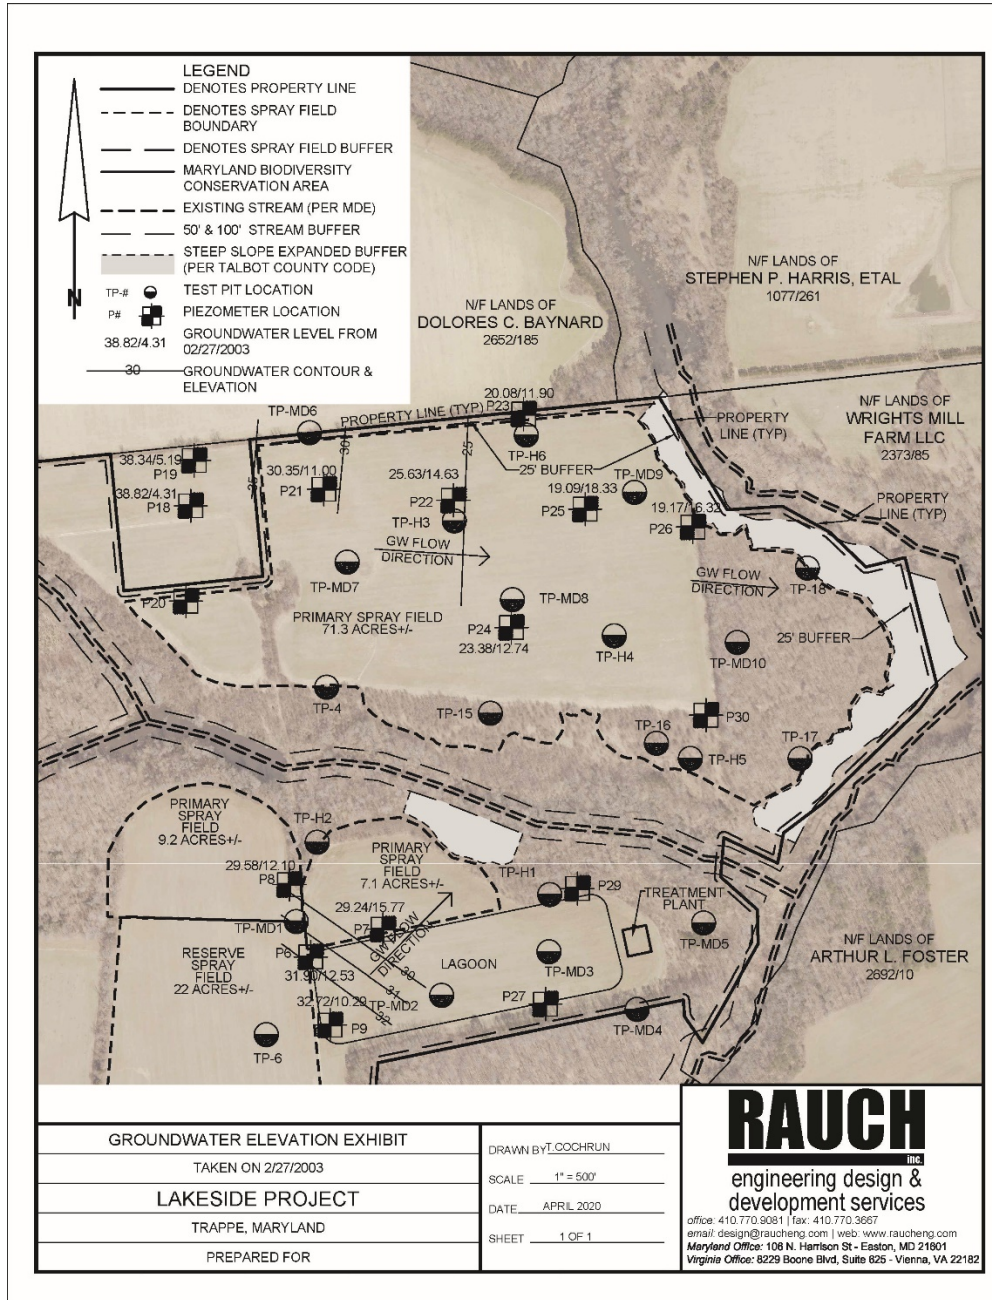 LEGEND
DENOTES PROPERTY LINE
DENOTES SPRAY FIELD
BOUNDARY
DENOTES SPRAY FIELD BUFFER
MARYLAND BIODIVERSITY
CONSERVATION AREA
EXISTING STREAM (PER MDE)
50' & 100' STREAM BUFFER
STEEP SLOPE EXPANDED BUFFER
(PER TALBOT COUNTY CODE)
N
TP-# TEST PIT LOCATION
P# PIEZOMETER LOCATION
38.82/4.31 GROUNDWATER LEVEL FROM
02/27/2003
30 GROUNDWATER CONTOUR &
ELEVATION
N/F LANDS OF
STEPHEN P. HARRIS, ETAL
1077/261
N/F LANDS OF
DOLORES C. BAYNARD
2652/185
N/F LANDS OF
WRIGHTS MILL
FARM LLC
2373/85
20.08/11.90
P23
TP-MD6
PROPERTY LINE (TYP)
PROPERTY
LINE (TYP)
TP-H6
25' BUFFER
TP-MD9
38.34/5.19
P19
38.82/4.31
P18
35
30.35/11.00
P21
30
25.63/14.63
P22
25
TP-H3
19.09/18.33
P25
19.17/16.32
P26
PROPERTY
LINE (TYP)
GW FLOW
DIRECTION
GW FLOW
DIRECTION
TP-18
TP-MD7
P20
PRIMARY SPRAY FIELD
71.3 ACRES+/-
TP-MD8
P24
23.38/12.74
TP-H4
TP-MD10
25' BUFFER
TP-4
TP-15
P30
TP-16
TP-H5
TP-17
PRIMARY
SPRAY
FIELD
9.2 ACRES+/-
TP-H2
PRIMARY
SPRAY
FIELD
7.1 ACRES+/-
29.58/12.10
P8
TP-H1
P29
TREATMENT
PLANT
29.24/15.77
P7
TP-MD1
GW FLOW
DIRECTION
TP-MD5
P6
31.90/12.53
RESERVE
SPRAY
FIELD
22 ACRES+/-
LAGOON
TP-MD3
30
31
32
32.72/10.29
P9
TP-MD2
P27
TP-MD4
TP-6
N/F LANDS OF
ARTHUR L. FOSTER
2692/10
GROUNDWATER ELEVATION EXHIBIT
TAKEN ON 2/27/2003
LAKESIDE PROJECT
TRAPPE, MARYLAND
PREPARED FOR
DRAWN BY T.COCHRUN
SCALE 1" = 500'
DATE APRIL 2020
SHEET 1 OF 1
RAUCH
inc.
engineering design &
development services
office: 410.770.9081 | fax: 410.770.3667
email: design@raucheng.com | web: www.raucheng.com
Maryland Office: 106 N. Harrison St - Easton, MD 21601
Virginia Office: 8229 Boone Blvd, Suite 625 - Vienna, VA 22182